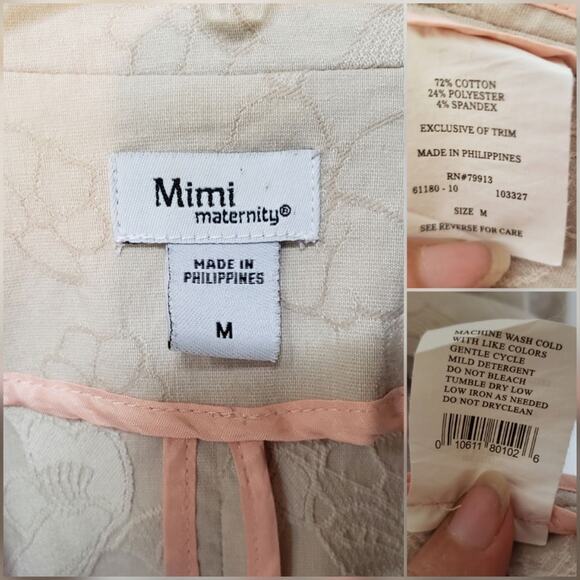 Mimi
maternity®
MADE IN
PHILIPPINES
M
72% COTTON
24% POLYESTER
4% SPANDEX
EXCLUSIVE OF TRIM
MADE IN PHILIPPINES
RN#79913
61180 - 10 103327
SIZE M
SEE REVERSE FOR CARE
MACHINE WASH COLD
WITH LIKE COLORS
GENTLE CYCLE
MILD DETERGENT
DO NOT BLEACH
TUMBLE DRY LOW
LOW IRON AS NEEDED
DO NOT DRYCLEAN
0 10611 80102 6